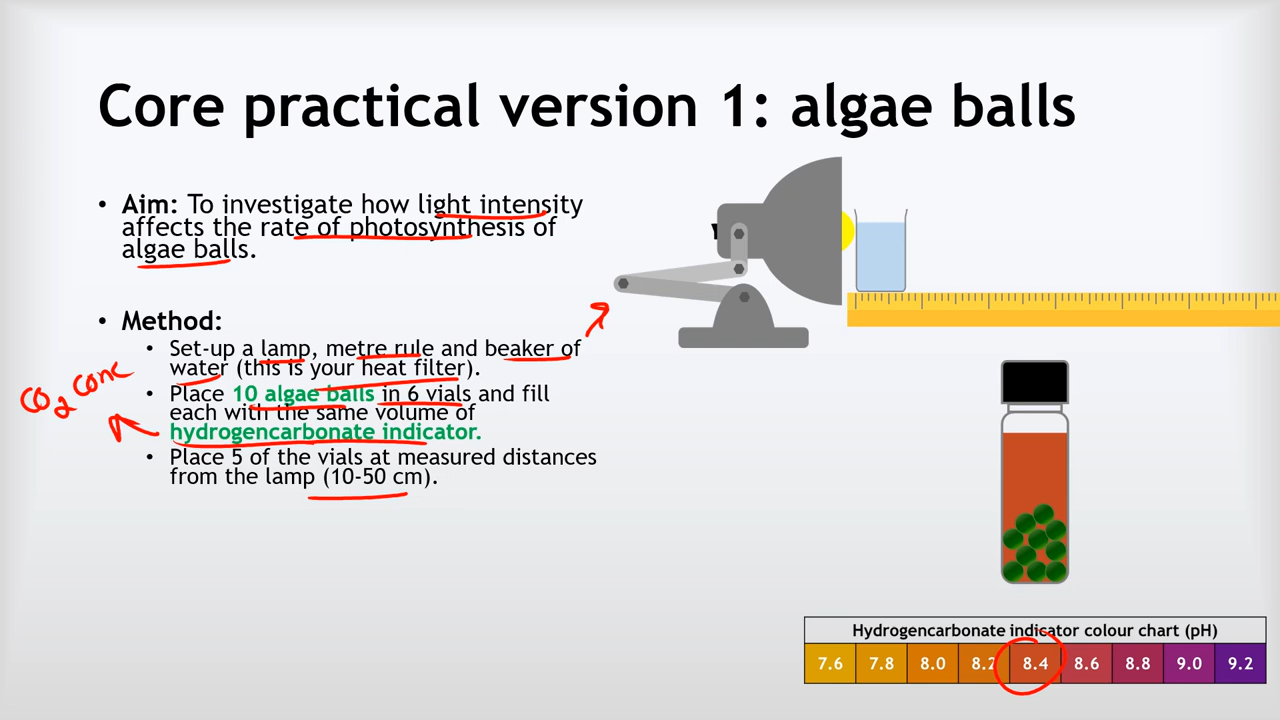 Core practical version 1: algae balls
• Aim: To investigate how light intensity
affects the rate of photosynthesis of
algae balls.
• Method:
• Set-up a lamp, metre rule and beaker of
water (this is your heat filter).
• Place 10 algae balls in 6 vials and fill
each with the same volume of
hydrogencarbonate indicator.
• Place 5 of the vials at measured distances
from the lamp (10-50 cm).
CO2 conc
Hydrogencarbonate indicator colour chart (pH)
7.6 7.8 8.0 8.2 8.4 8.6 8.8 9.0 9.2